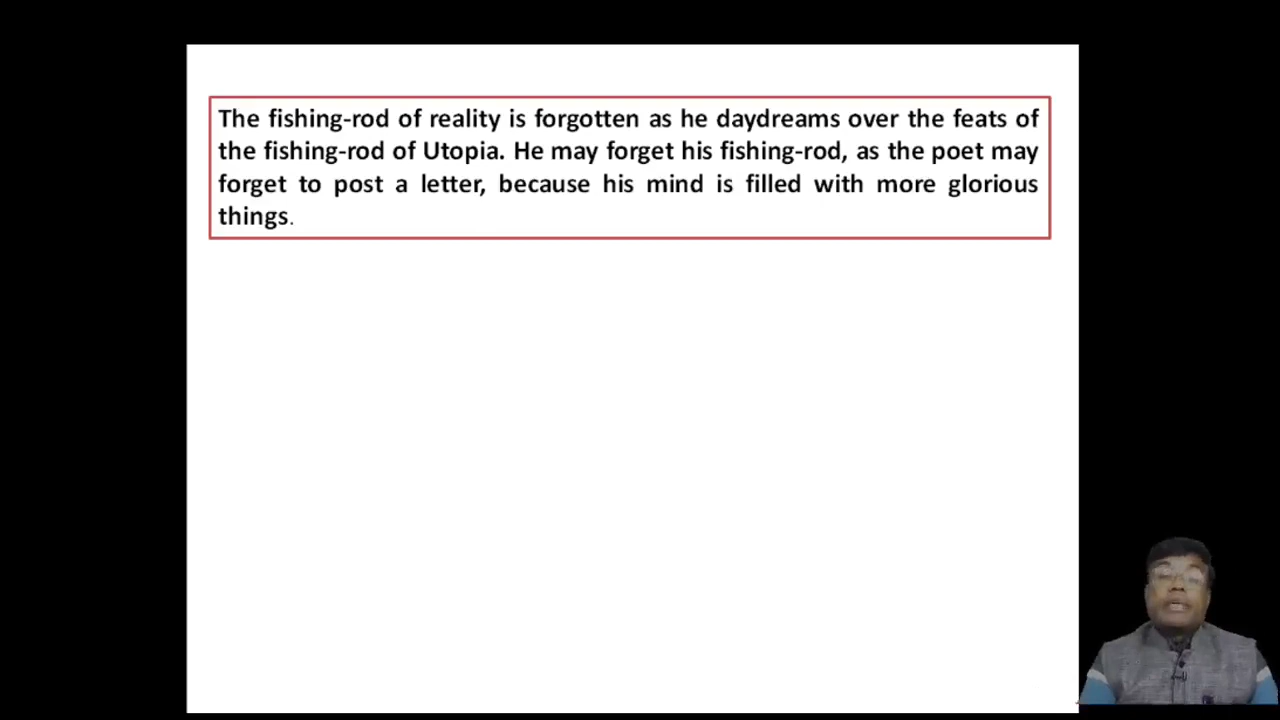 The fishing-rod of reality is forgotten as he daydreams over the feats of
the fishing-rod of Utopia. He may forget his fishing-rod, as the poet may
forget to post a letter, because his mind is filled with more glorious
things.